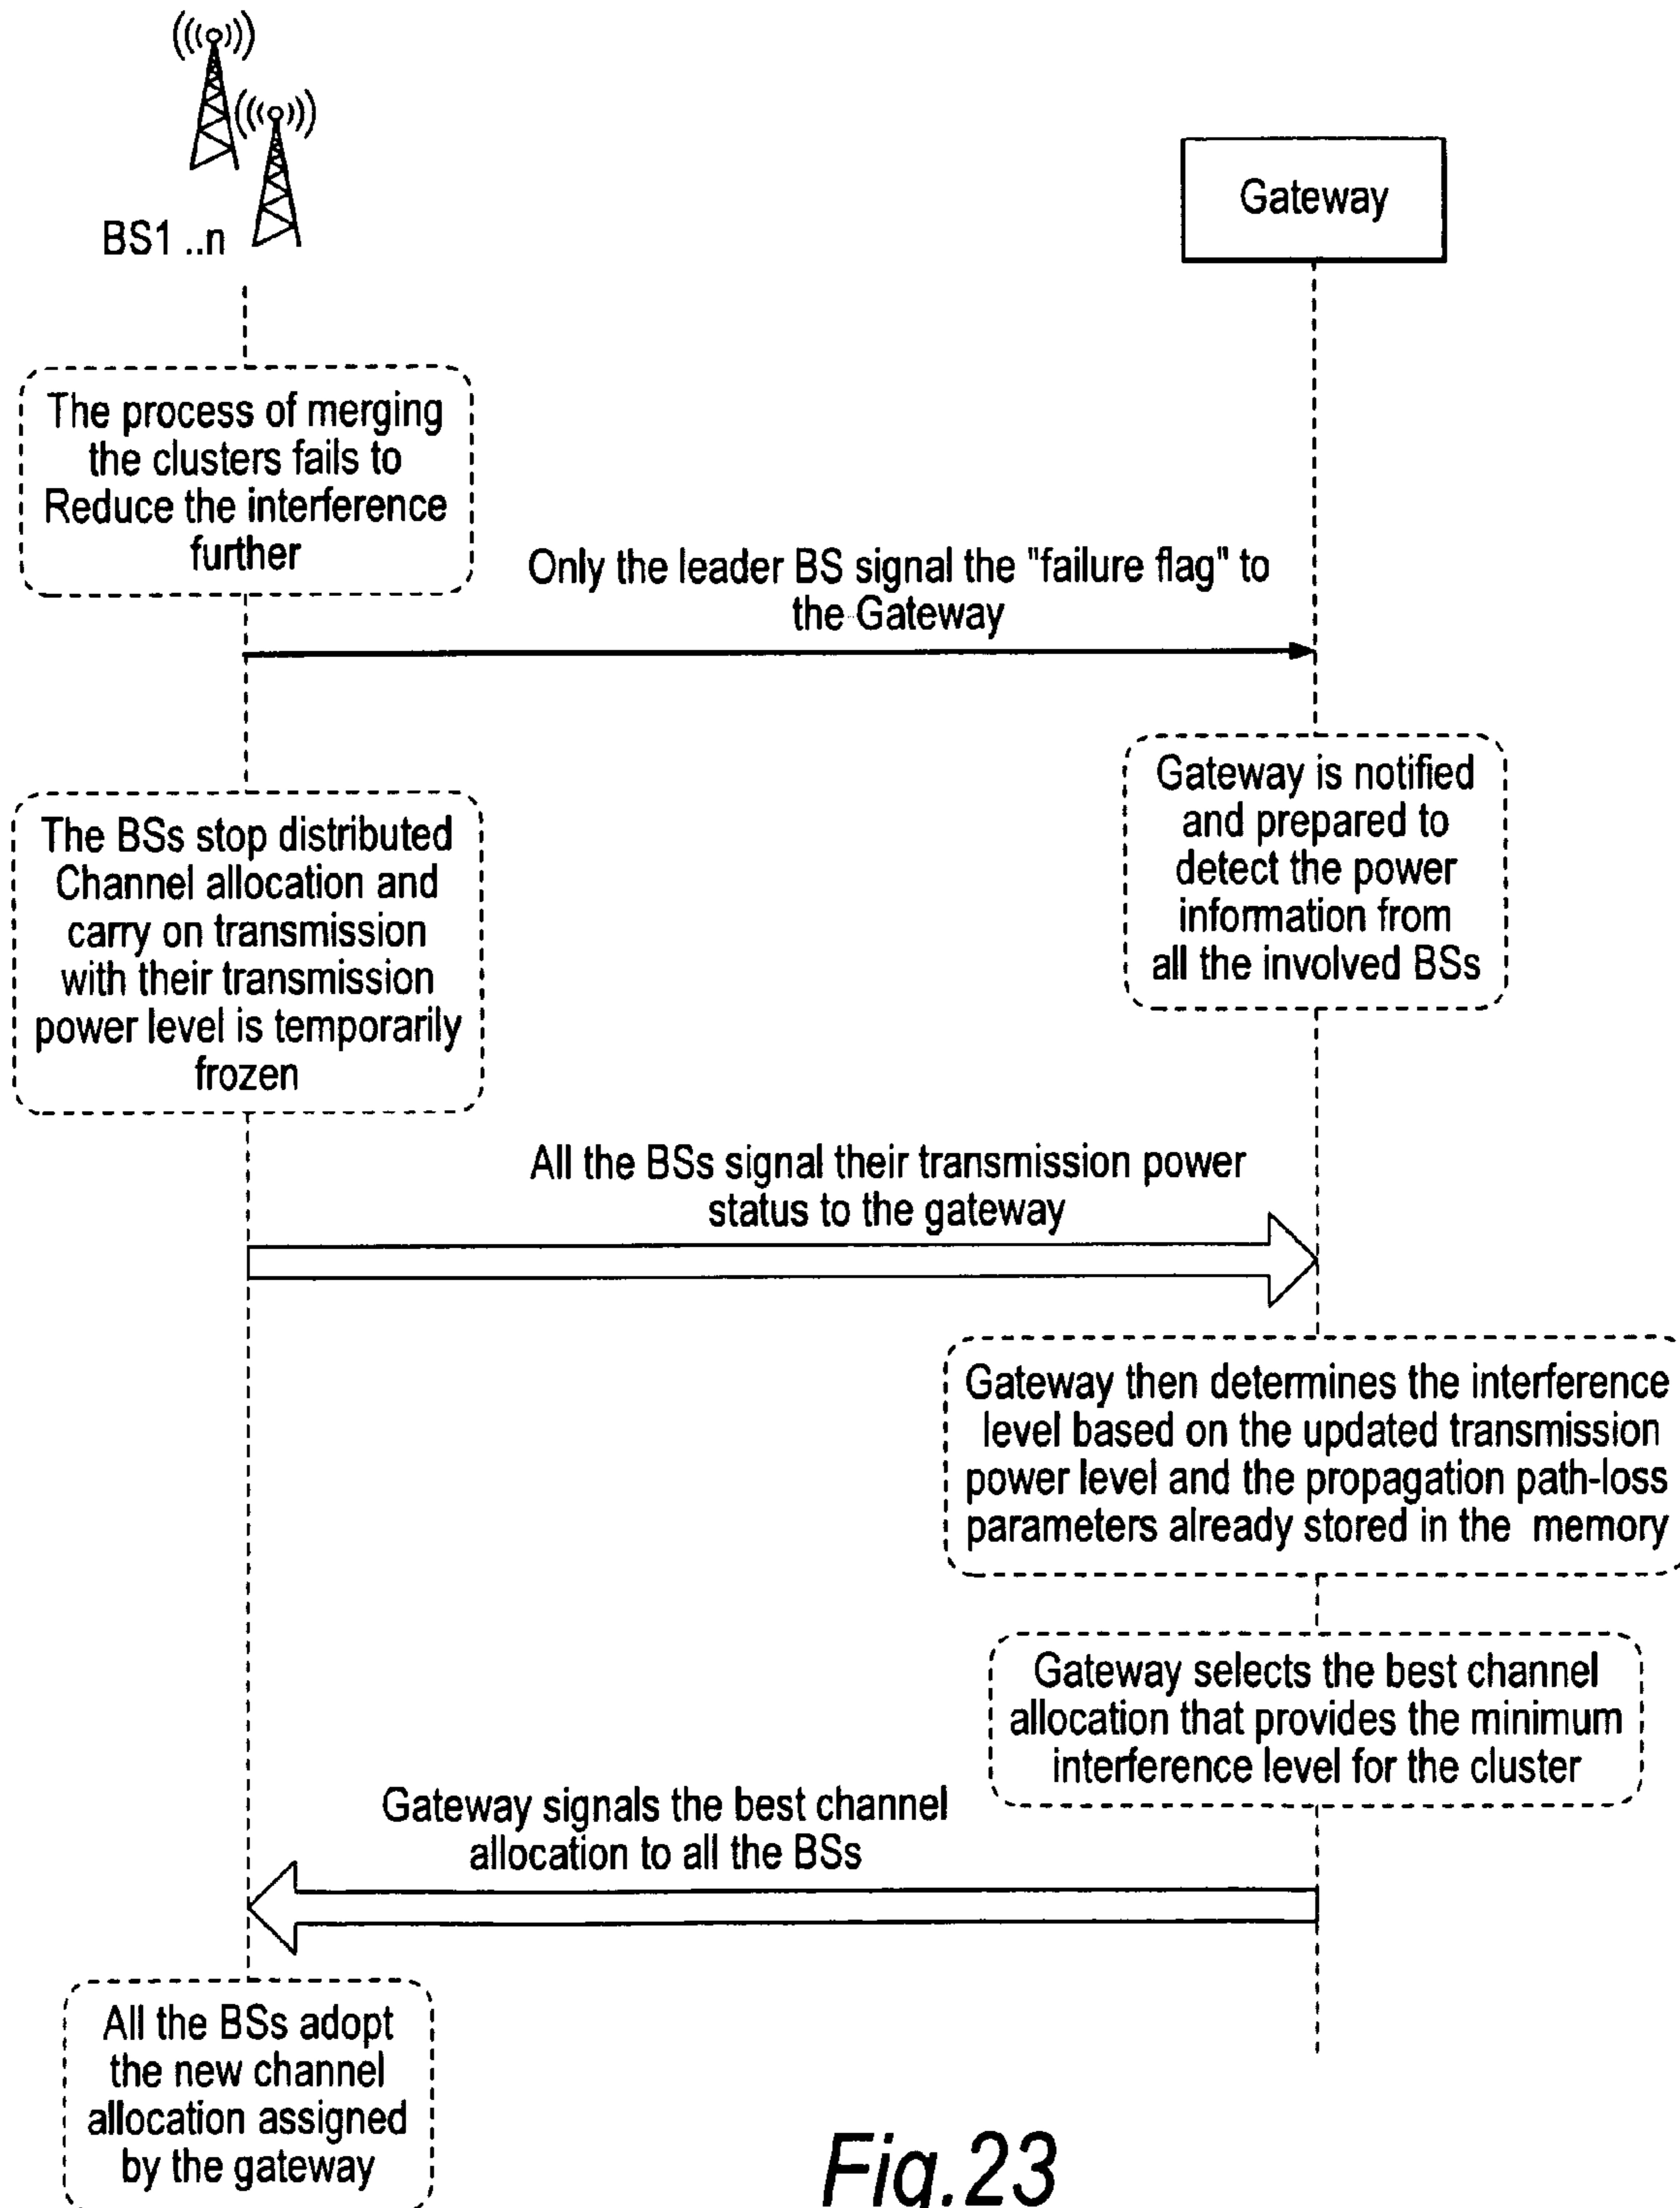 BS1 ..n
Gateway
The process of merging
the clusters fails to
Reduce the interference
further
Only the leader BS signal the "failure flag" to
the Gateway
Gateway is notified
and prepared to
detect the power
information from
all the involved BSs
The BSs stop distributed
Channel allocation and
carry on transmission
with their transmission
power level is temporarily
frozen
All the BSs signal their transmission power
status to the gateway
Gateway then determines the interference
level based on the updated transmission
power level and the propagation path-loss
parameters already stored in the memory
Gateway selects the best channel
allocation that provides the minimum
interference level for the cluster
Gateway signals the best channel
allocation to all the BSs
All the BSs adopt
the new channel
allocation assigned
by the gateway
Fig.23